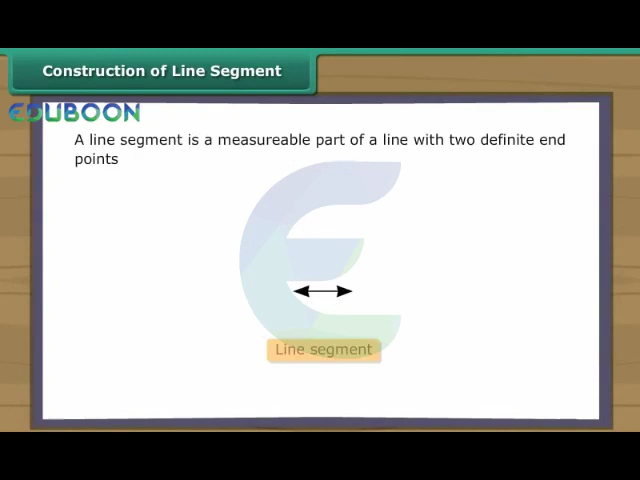 Construction of Line Segment
EDUBOON
A line segment is a measureable part of a line with two definite end
points
Line segment